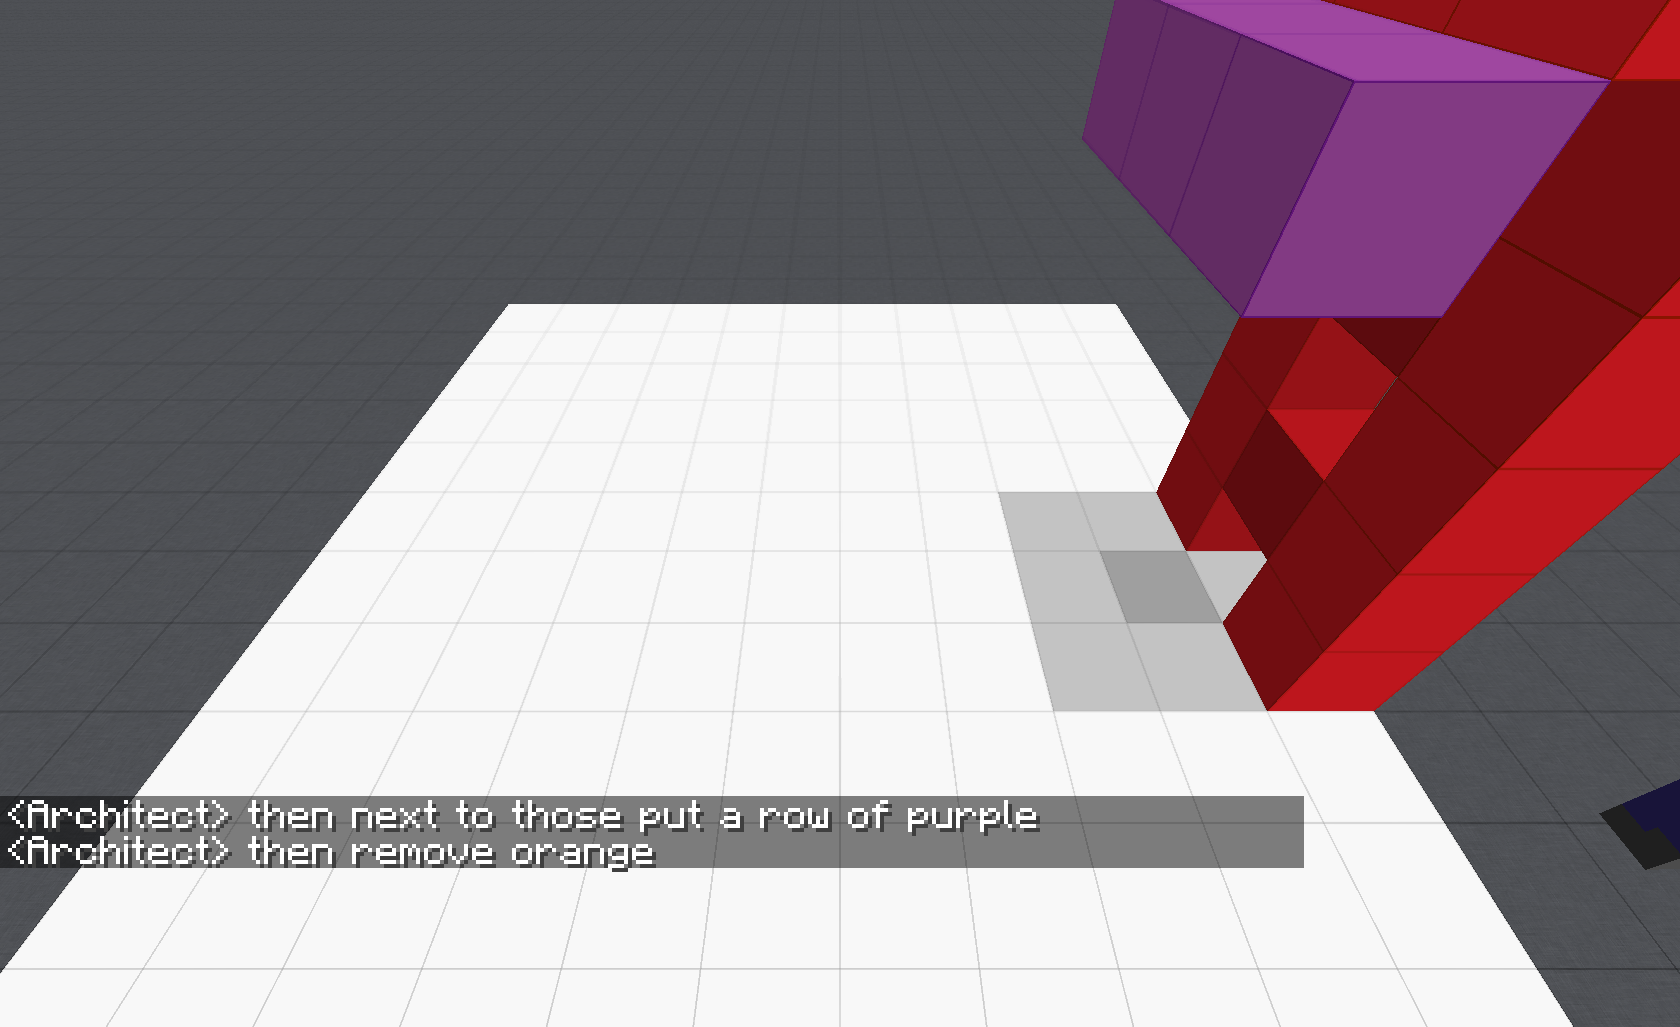 <Architect> then next to those put a row of purple
<Architect> then remove orange